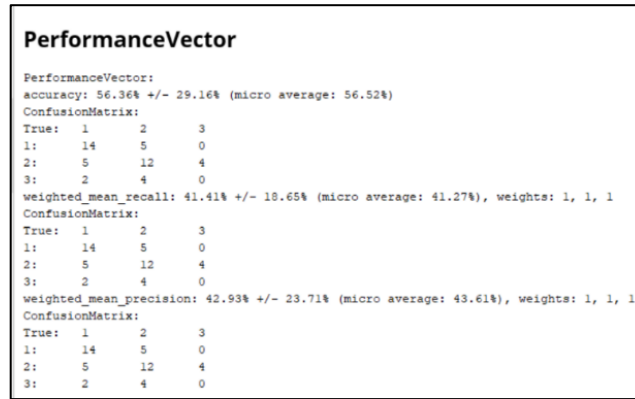 PerformanceVector
PerformanceVector:
accuracy: 56.36% +/- 29.16% (micro average: 56.52%)
ConfusionMatrix:
True: 1 2 3
1: 14 5 0
2: 5 12 4
3: 2 4 0
weighted_mean_recall: 41.41% +/- 18.65% (micro average: 41.27%), weights: 1, 1, 1
ConfusionMatrix:
True: 1 2 3
1: 14 5 0
2: 5 12 4
3: 2 4 0
weighted_mean_precision: 42.93% +/- 23.71% (micro average: 43.61%), weights: 1, 1, 1
ConfusionMatrix:
True: 1 2 3
1: 14 5 0
2: 5 12 4
3: 2 4 0